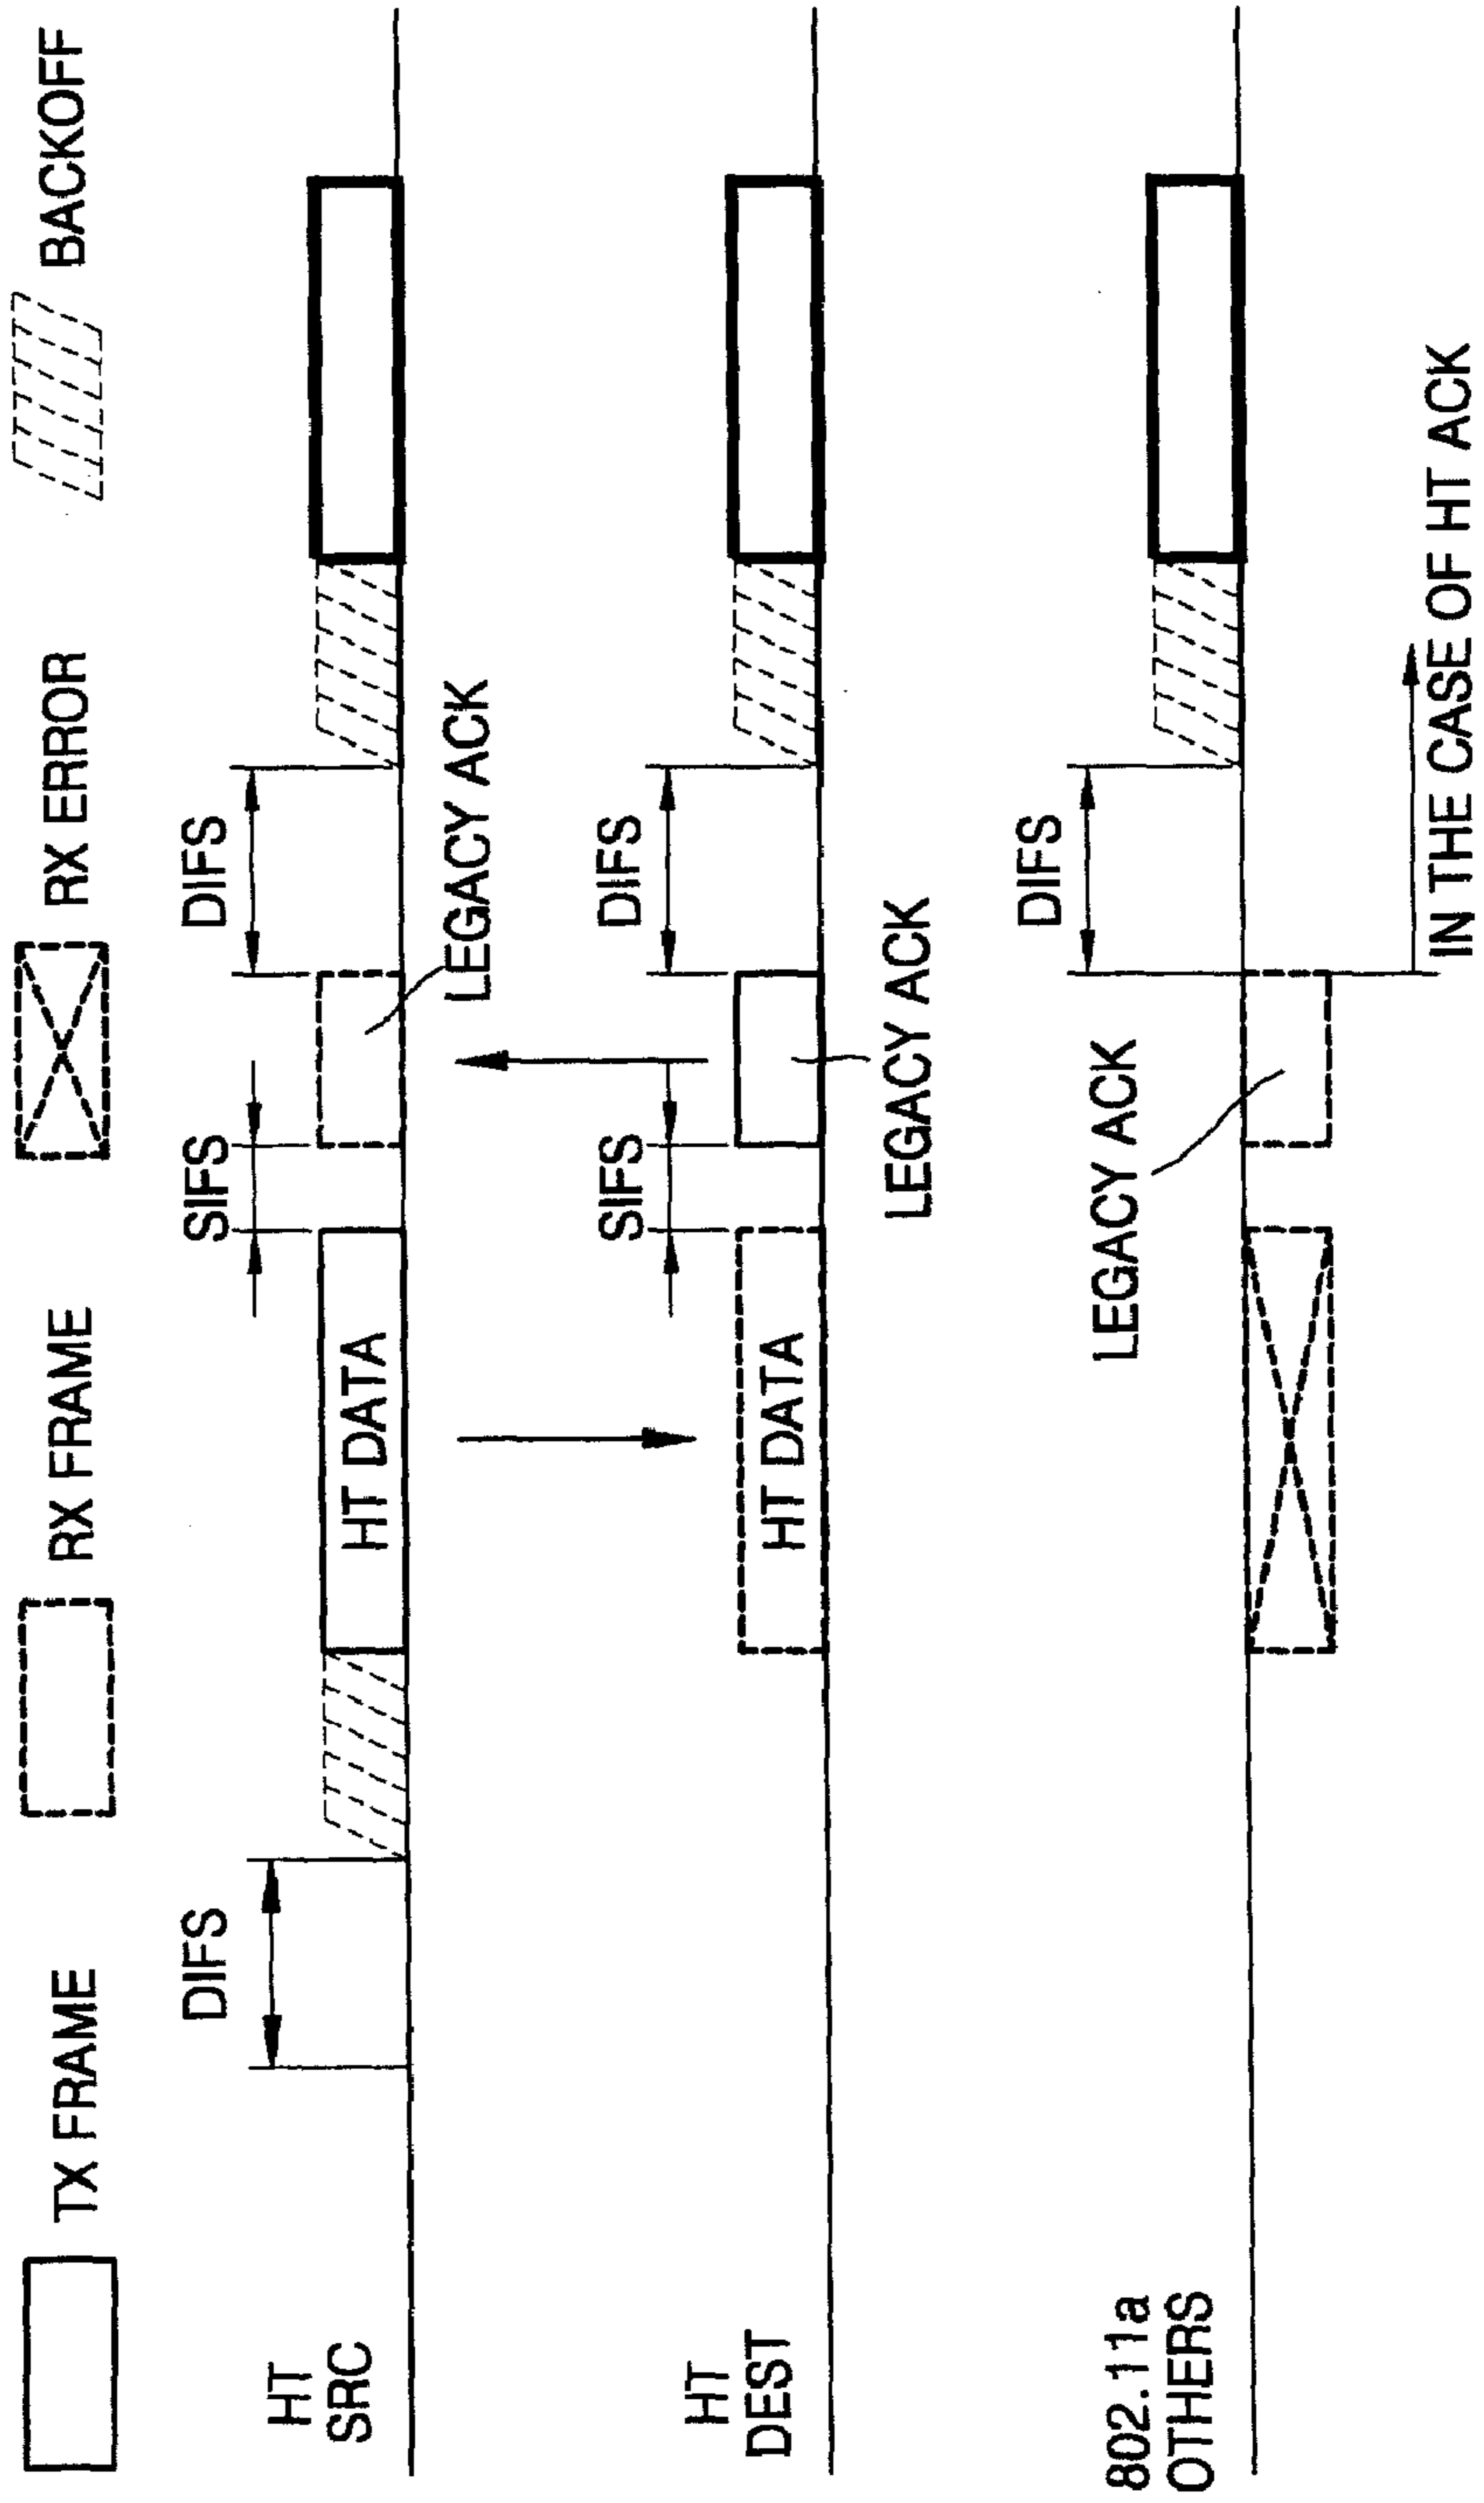 TX FRAME
RX FRAME
RX ERROR
BACKOFF
HT
SRC
DIFS
HT DATA
SIFS
LEGACY ACK
DIFS
HT
DEST
HT DATA
SIFS
LEGACY ACK
DIFS
802.11a
OTHERS
LEGACY ACK
DIFS
IN THE CASE OF HT ACK